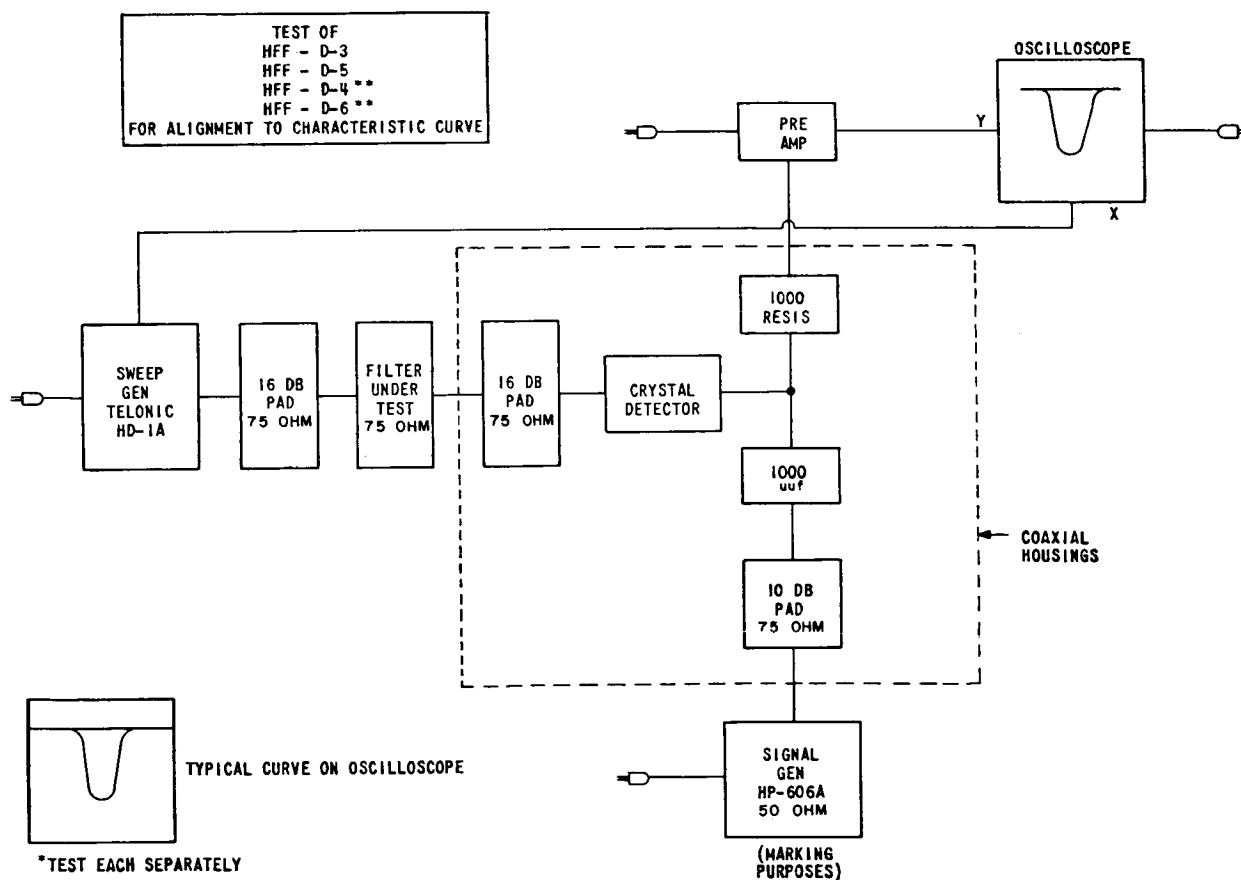 TEST OF
HFF - D-3
HFF - D-5
HFF - D-4**
HFF - D-6**
FOR ALIGNMENT TO CHARACTERISTIC CURVE
OSCILLOSCOPE
PRE
AMP
Y
X
1000
RESIS
SWEEP
GEN
TELONIC
HD-1A
16 DB
PAD
75 OHM
FILTER
UNDER
TEST
75 OHM
16 DB
PAD
75 OHM
CRYSTAL
DETECTOR
1000
uuf
COAXIAL
HOUSINGS
10 DB
PAD
75 OHM
TYPICAL CURVE ON OSCILLOSCOPE
SIGNAL
GEN
HP-606A
50 OHM
(MARKING
PURPOSES)
*TEST EACH SEPARATELY